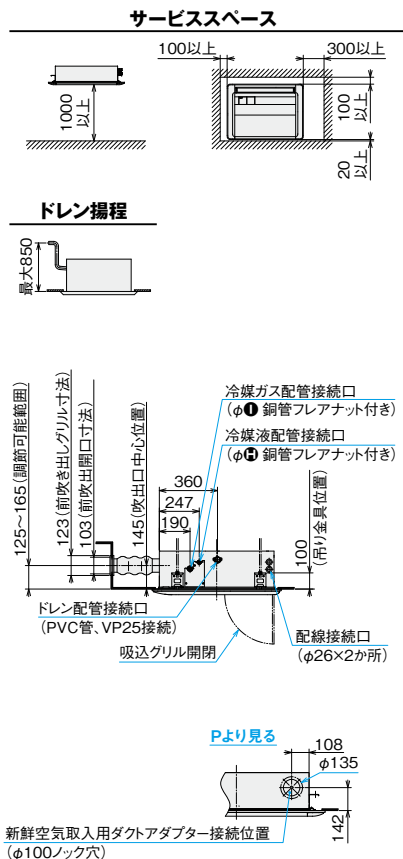 サービススペース
100以上
300以上
1000
以上
100
以上
20
以上
ドレン揚程
最大850
125～165（調節可能範囲）
123（前吹き出しグリル寸法）
103（前吹出開口寸法）
145（吹出口中心位置）
冷媒ガス配管接続口
（φI 銅管フレアナット付き）
冷媒液配管接続口
（φH 銅管フレアナット付き）
360
247
190
100
（吊り金具位置）
ドレン配管接続口
（PVC管、VP25接続）
吸込グリル開閉
配線接続口
（φ26×2か所）
Pより見る
108
φ135
142
新鮮空気取入用ダクトアダプター接続位置
（φ100ノック穴）